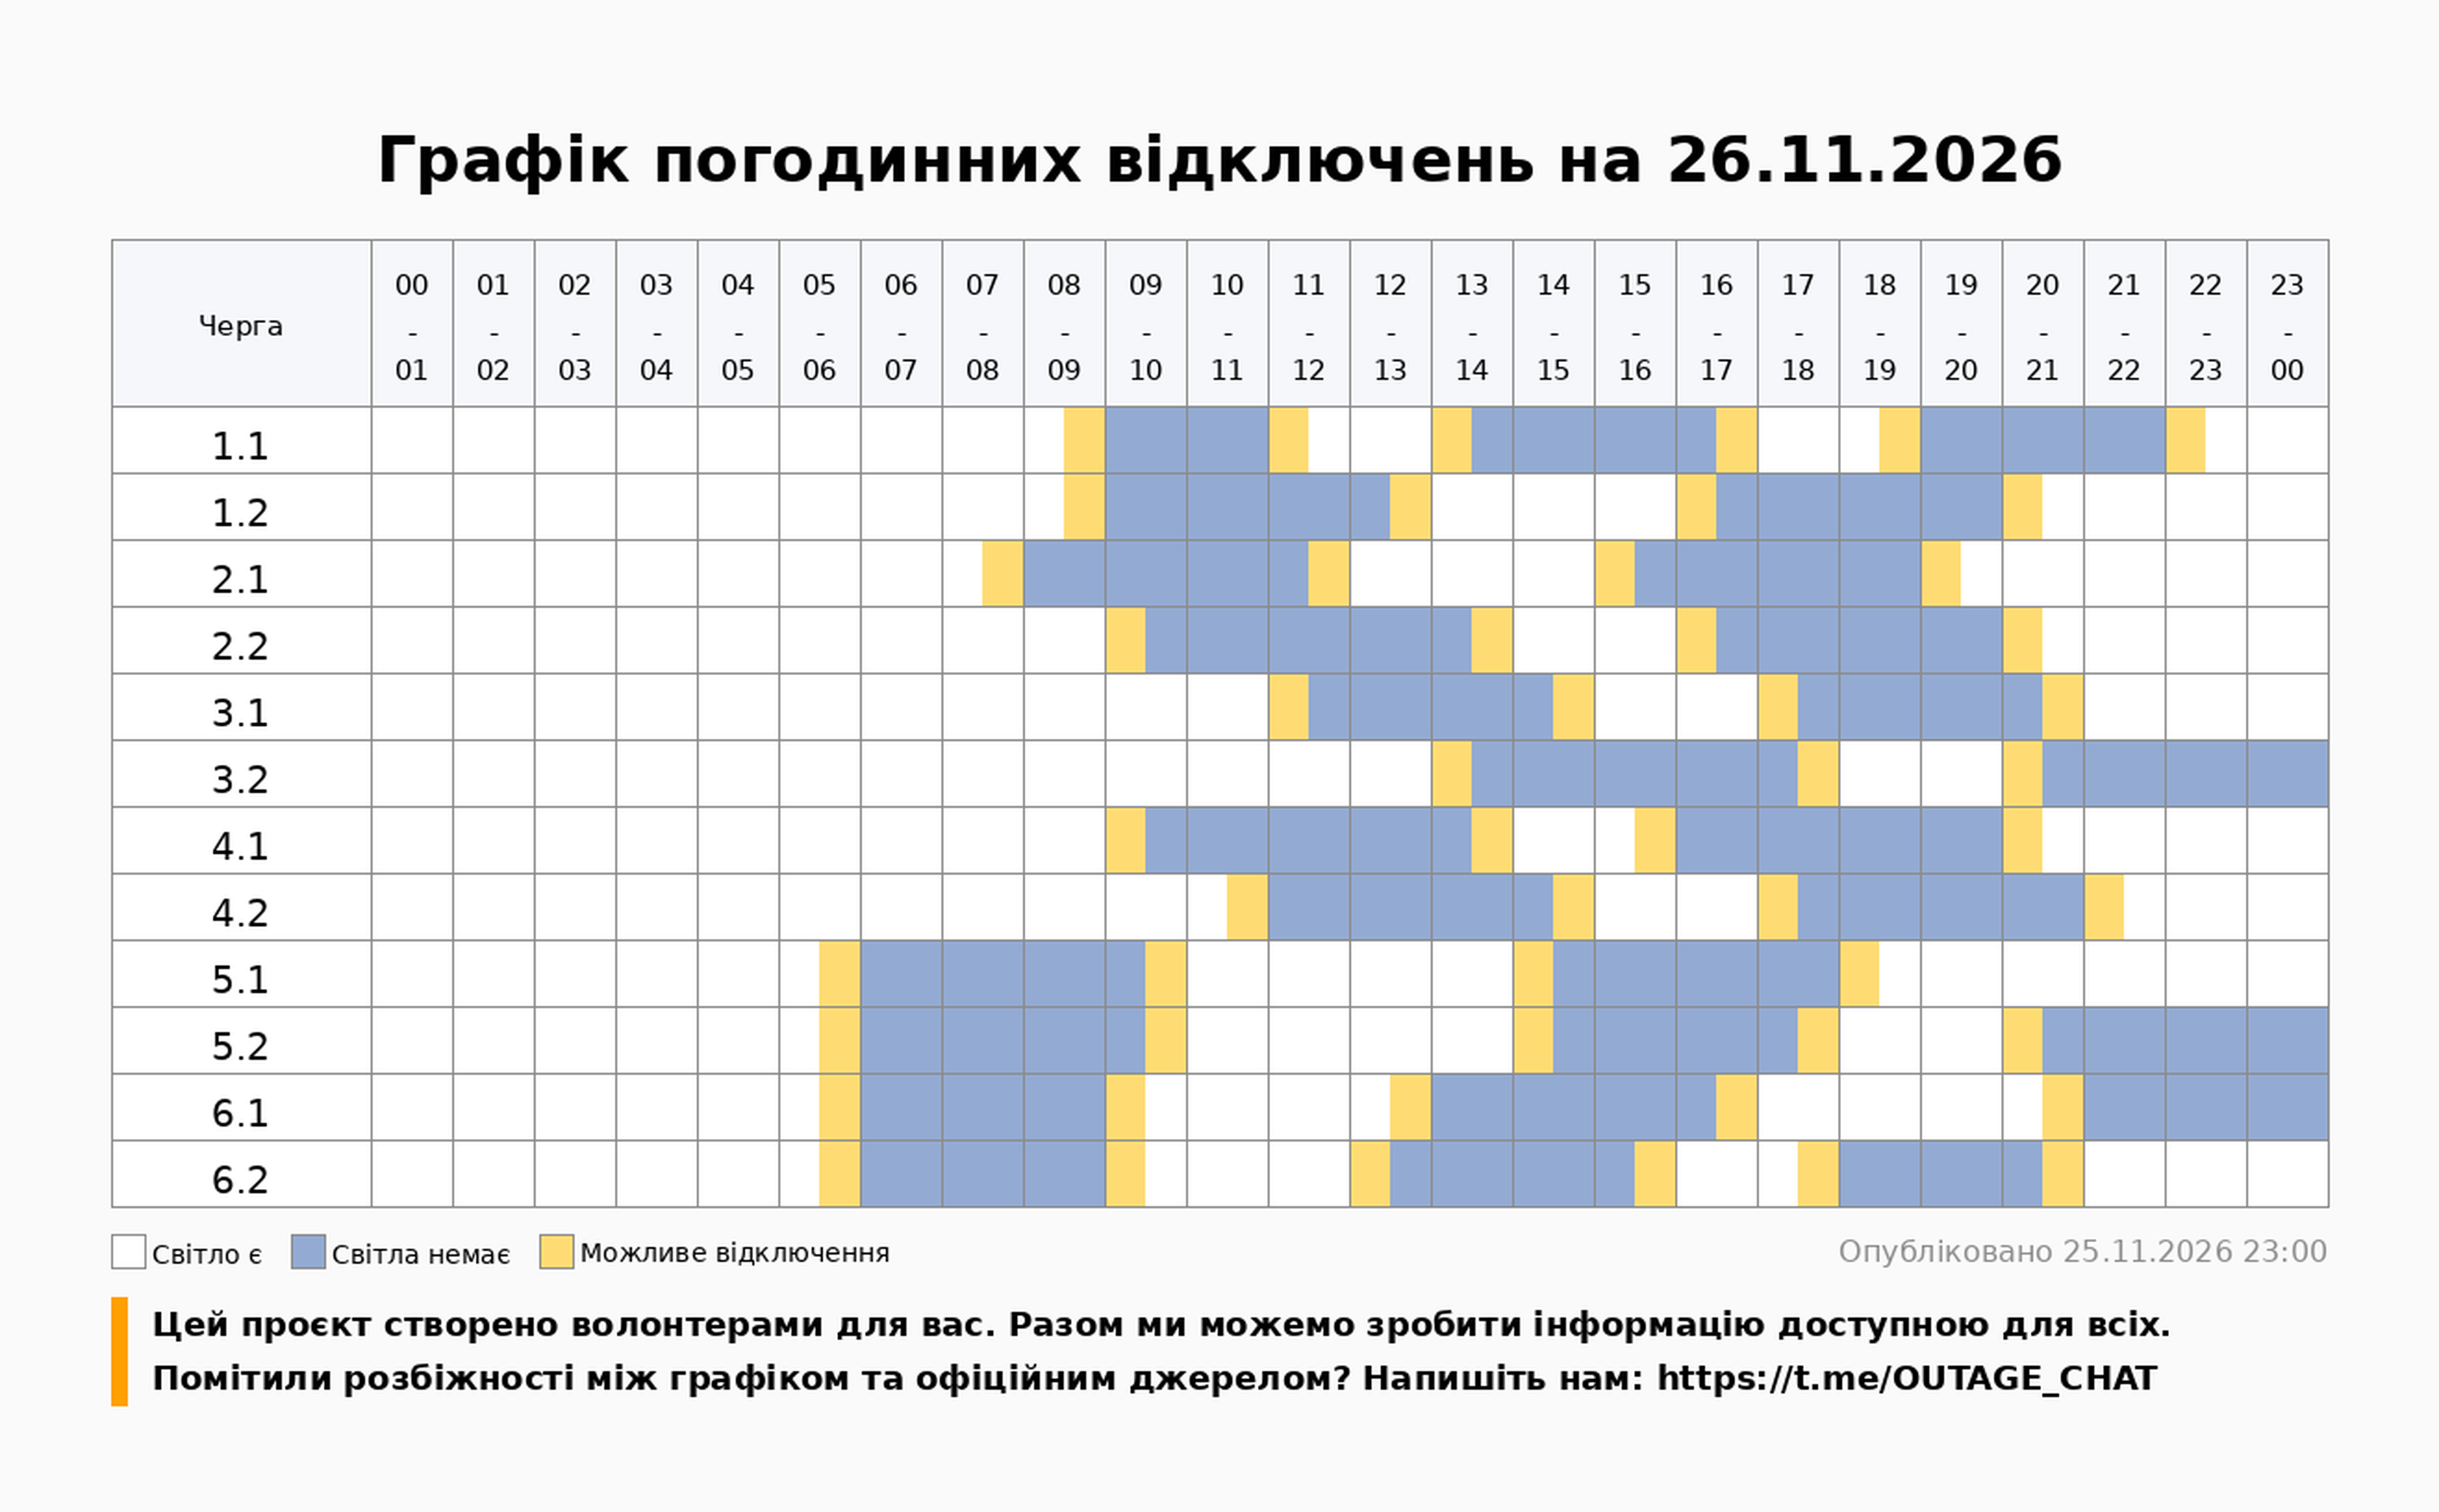 Графік погодинних відключень на 26.11.2026
Черга 00 - 01 01 - 02 02 - 03 03 - 04 04 - 05 05 - 06 06 - 07 07 - 08 08 - 09 09 - 10 10 - 11 11 - 12 12 - 13 13 - 14 14 - 15 15 - 16 16 - 17 17 - 18 18 - 19 19 - 20 20 - 21 21 - 22 22 - 23 23 - 00
1.1
1.2
2.1
2.2
3.1
3.2
4.1
4.2
5.1
5.2
6.1
6.2
Світло є Світла немає Можливе відключення Опубліковано 25.11.2026 23:00
Цей проєкт створено волонтерами для вас. Разом ми можемо зробити інформацію доступною для всіх.
Помітили розбіжності між графіком та офіційним джерелом? Напишіть нам: https://t.me/OUTAGE_CHAT